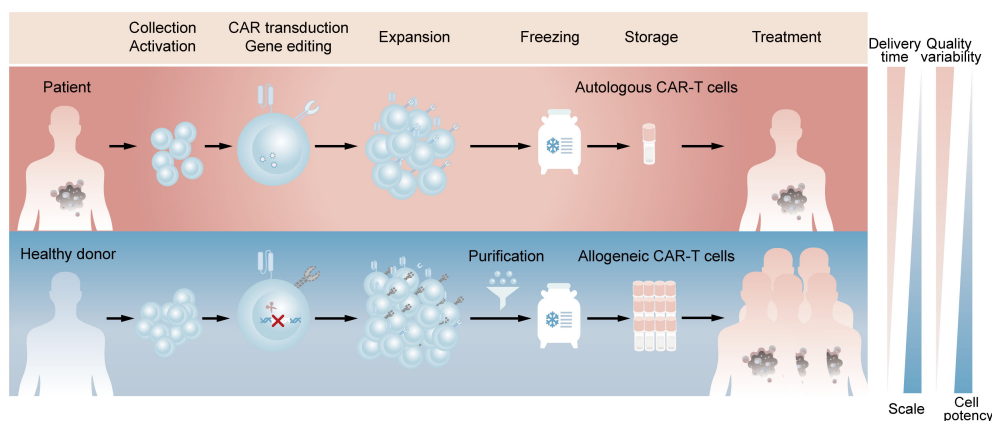 Collection
Activation
CAR transduction
Gene editing
Expansion
Freezing
Storage
Treatment
Delivery
time
Quality
variability
Patient
Autologous CAR-T cells
Healthy donor
Purification
Allogeneic CAR-T cells
Scale
Cell
potency